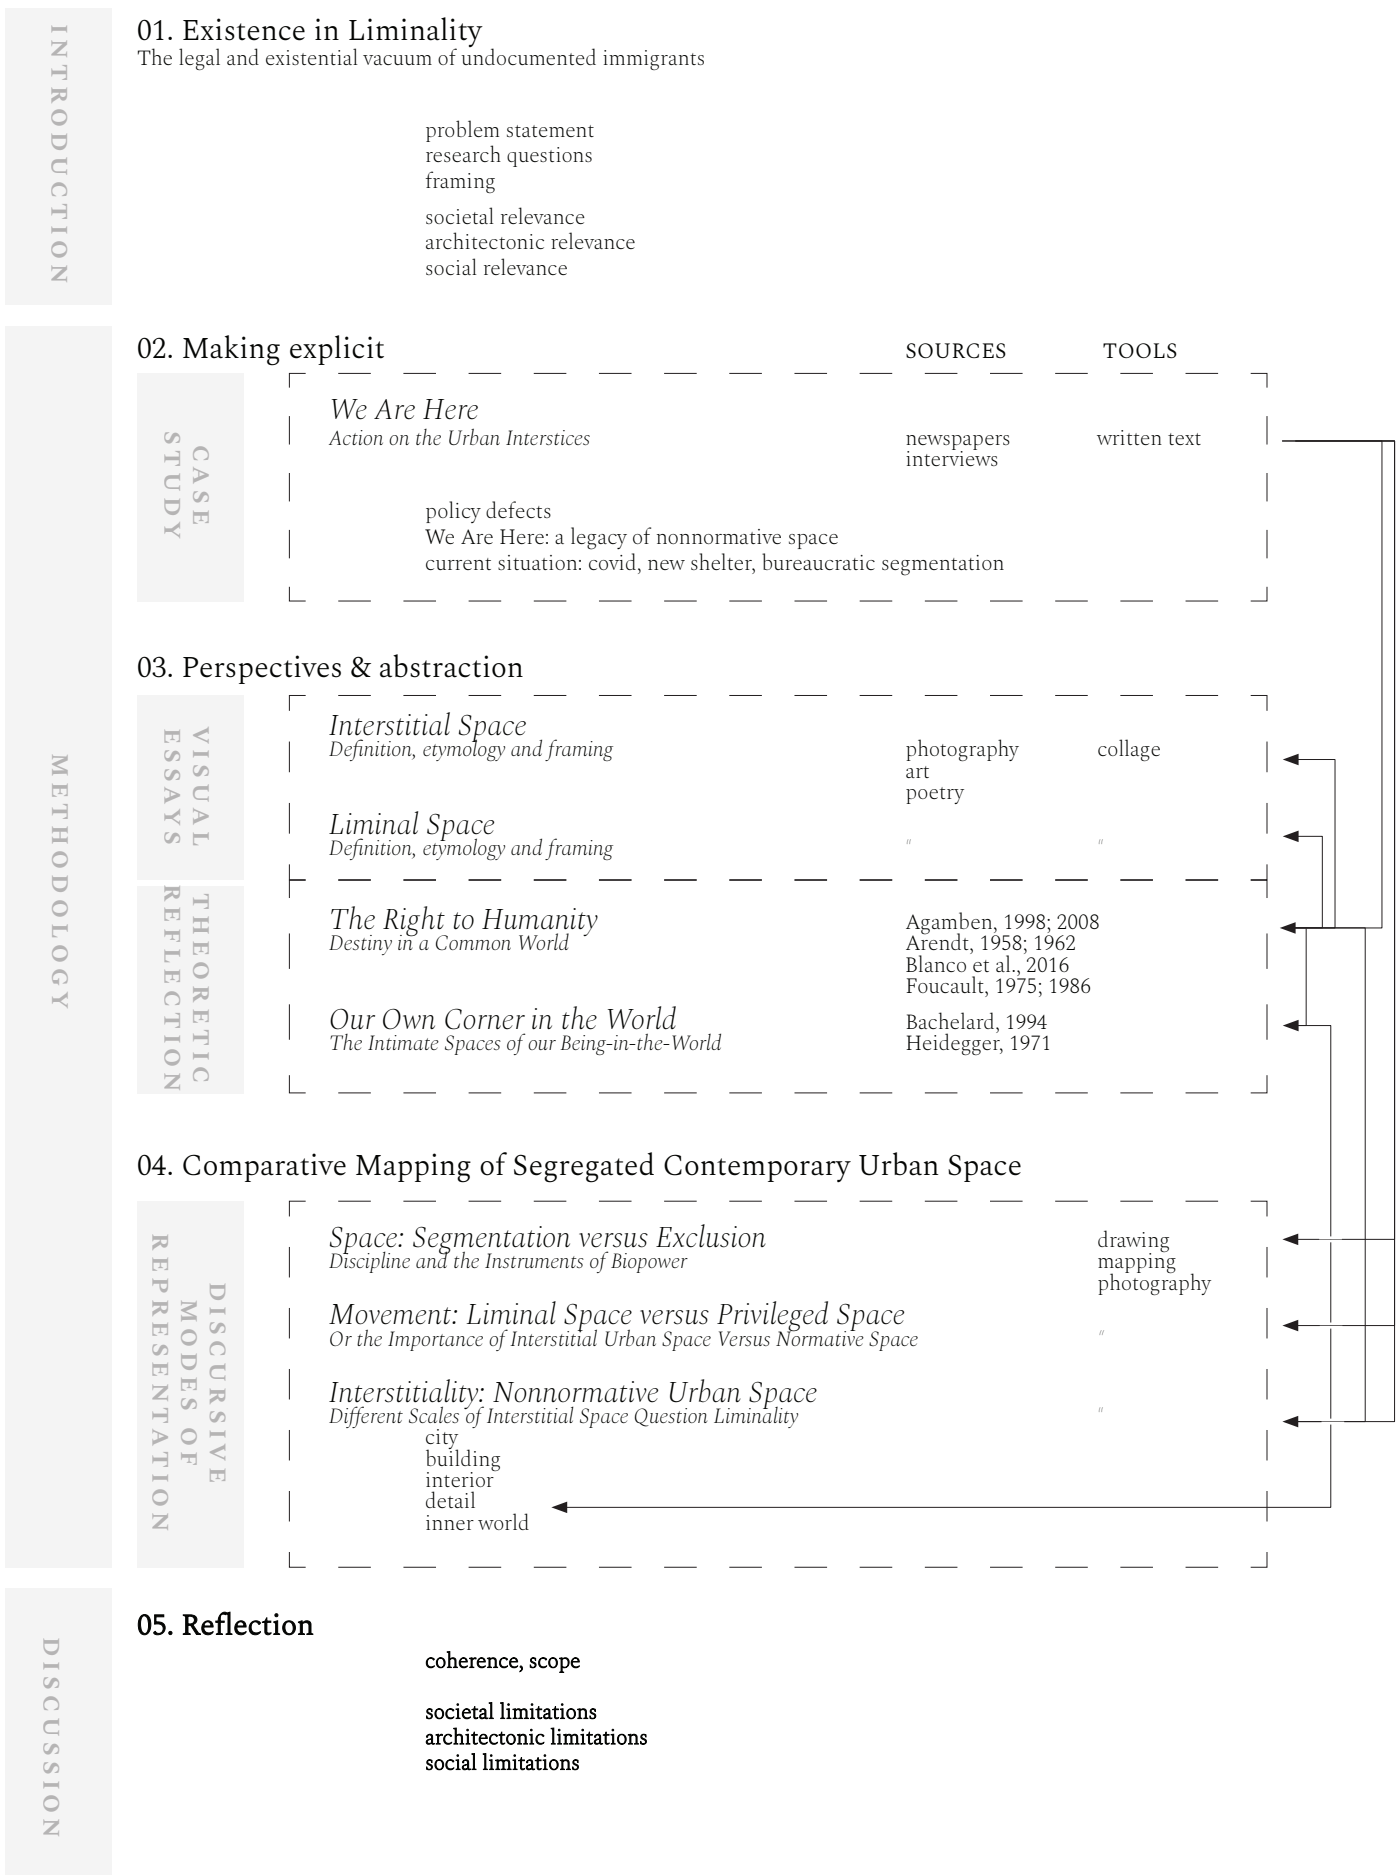 INTRODUCTION
01. Existence in Liminality
The legal and existential vacuum of undocumented immigrants
problem statement
research questions
framing
societal relevance
architectonic relevance
social relevance
METHODOLOGY
02. Making explicit
SOURCES
TOOLS
CASE
STUDY
We Are Here
Action on the Urban Interstices
newspapers
interviews
written text
policy defects
We Are Here: a legacy of nonnormative space
current situation: covid, new shelter, bureaucratic segmentation
03. Perspectives & abstraction
VISUAL
ESSAYS
Interstitial Space
Definition, etymology and framing
photography
art
poetry
collage
Liminal Space
Definition, etymology and framing
"
"
THEORETIC
REFLECTION
The Right to Humanity
Destiny in a Common World
Agamben, 1998; 2008
Arendt, 1958; 1962
Blanco et al., 2016
Foucault, 1975; 1986
Our Own Corner in the World
The Intimate Spaces of our Being-in-the-World
Bachelard, 1994
Heidegger, 1971
04. Comparative Mapping of Segregated Contemporary Urban Space
DISCURSIVE
MODES OF
REPRESENTATION
Space: Segmentation versus Exclusion
Discipline and the Instruments of Biopower
drawing
mapping
photography
Movement: Liminal Space versus Privileged Space
Or the Importance of Interstitial Urban Space Versus Normative Space
"
Interstitiality: Nonnormative Urban Space
Different Scales of Interstitial Space Question Liminality
"
city
building
interior
detail
inner world
DISCUSSION
05. Reflection
coherence, scope
societal limitations
architectonic limitations
social limitations